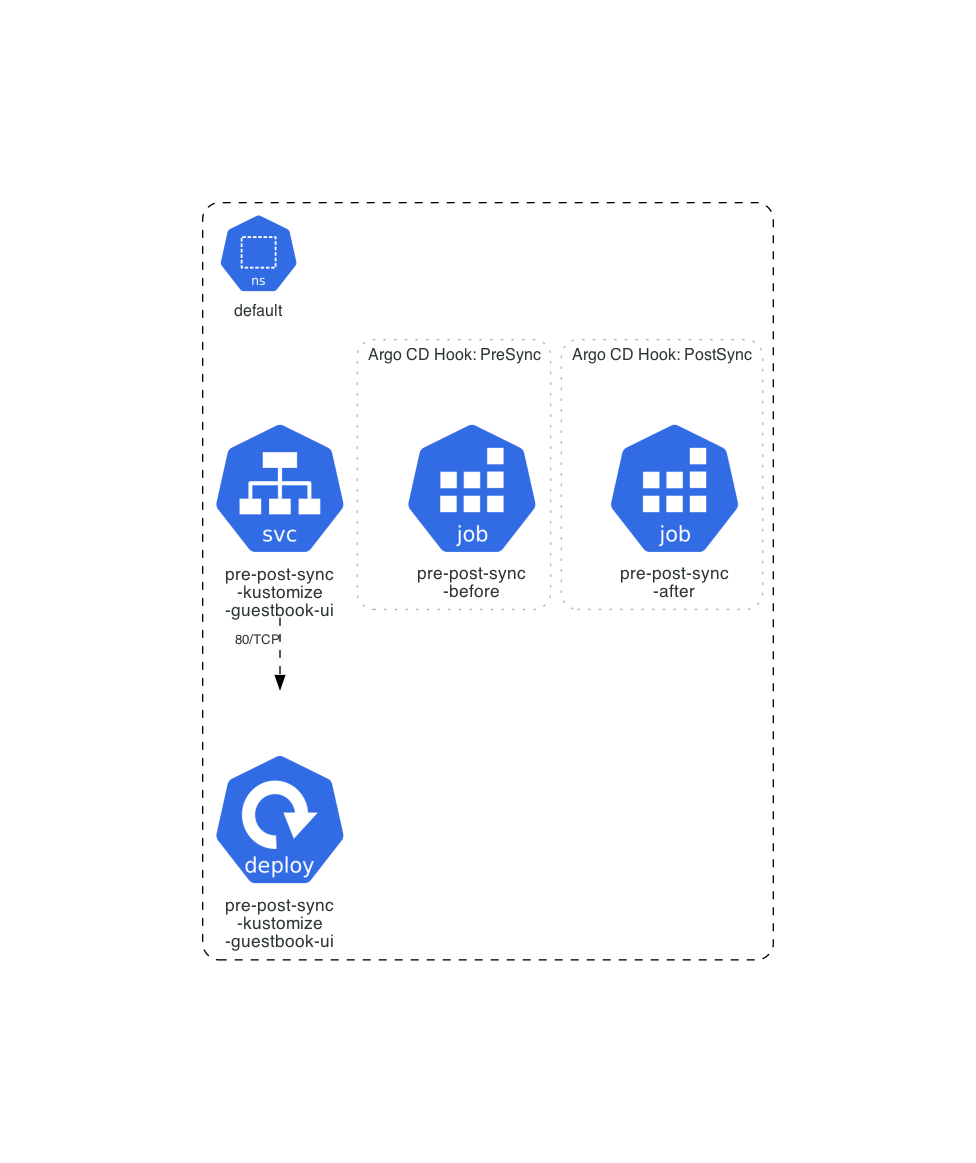 ns
default
Argo CD Hook: PreSync
Argo CD Hook: PostSync
svc
job
job
pre-post-sync
-kustomize
-guestbook-ui
pre-post-sync
-before
pre-post-sync
-after
80/TCP
deploy
pre-post-sync
-kustomize
-guestbook-ui